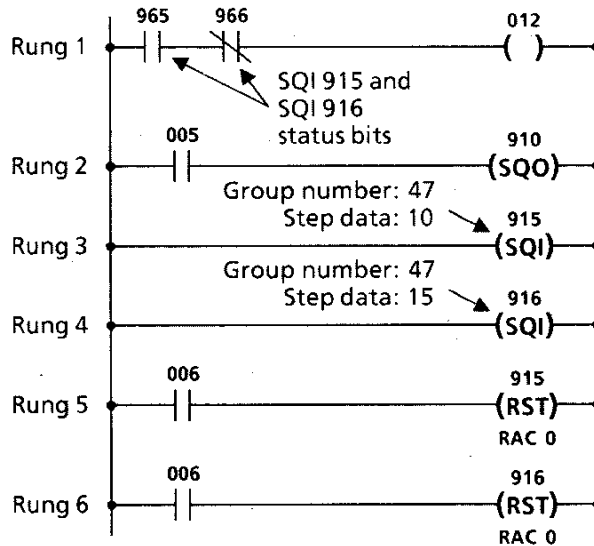 965 966 012
Rung 1 ( )
SQI 915 and
SQI 916
status bits
005 910
Rung 2 (SQO)
Group number: 47
Step data: 10 915
Rung 3 (SQI)
Group number: 47
Step data: 15 916
Rung 4 (SQI)
006 915
Rung 5 (RST)
RAC 0
006 916
Rung 6 (RST)
RAC 0